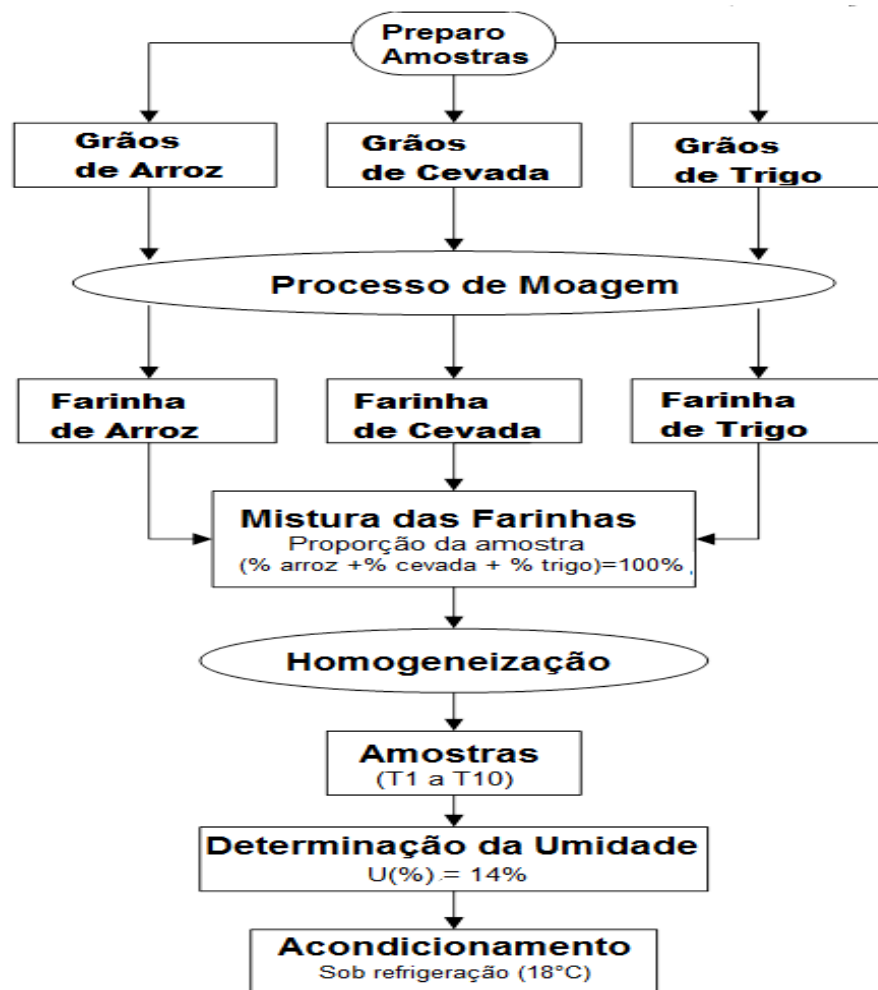 Preparo
Amostras
Grãos
de Arroz
Grãos
de Cevada
Grãos
de Trigo
Processo de Moagem
Farinha
de Arroz
Farinha
de Cevada
Farinha
de Trigo
Mistura das Farinhas
Proporção da amostra
(% arroz +% cevada + % trigo)=100%
Homogeneização
Amostras
(T1 a T10)
Determinação da Umidade
U(%) = 14%
Acondicionamento
Sob refrigeração (18°C)